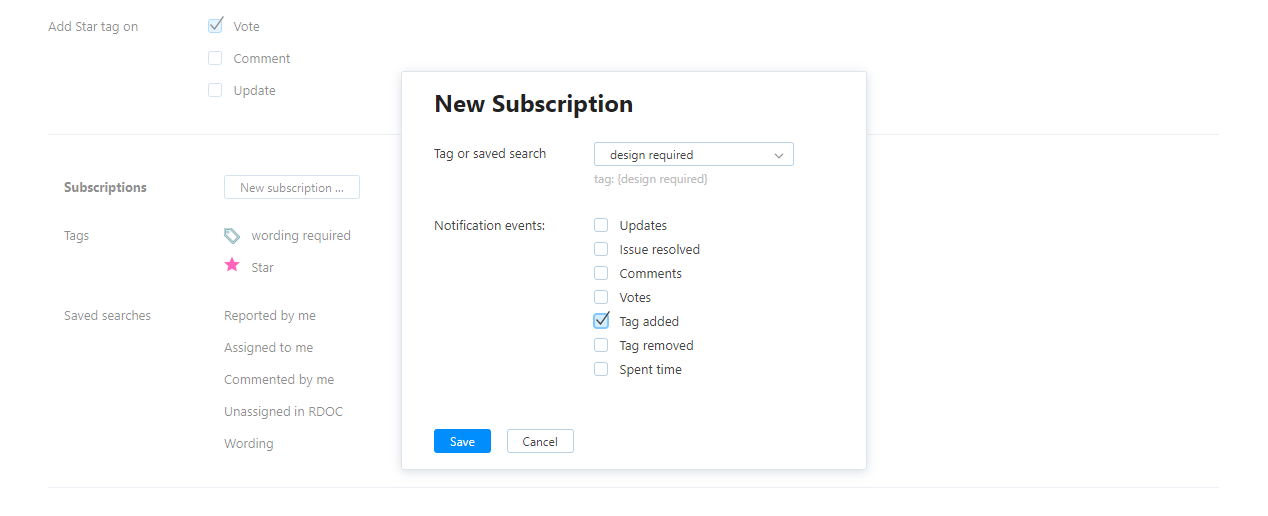 Add Star tag on
Vote
Comment
Update
Subscriptions
New subscription ...
Tags
wording required
Star
Saved searches
Reported by me
Assigned to me
Commented by me
Unassigned in RDOC
Wording
New Subscription
Tag or saved search
design required
tag: {design required}
Notification events:
Updates
Issue resolved
Comments
Votes
Tag added
Tag removed
Spent time
Save
Cancel